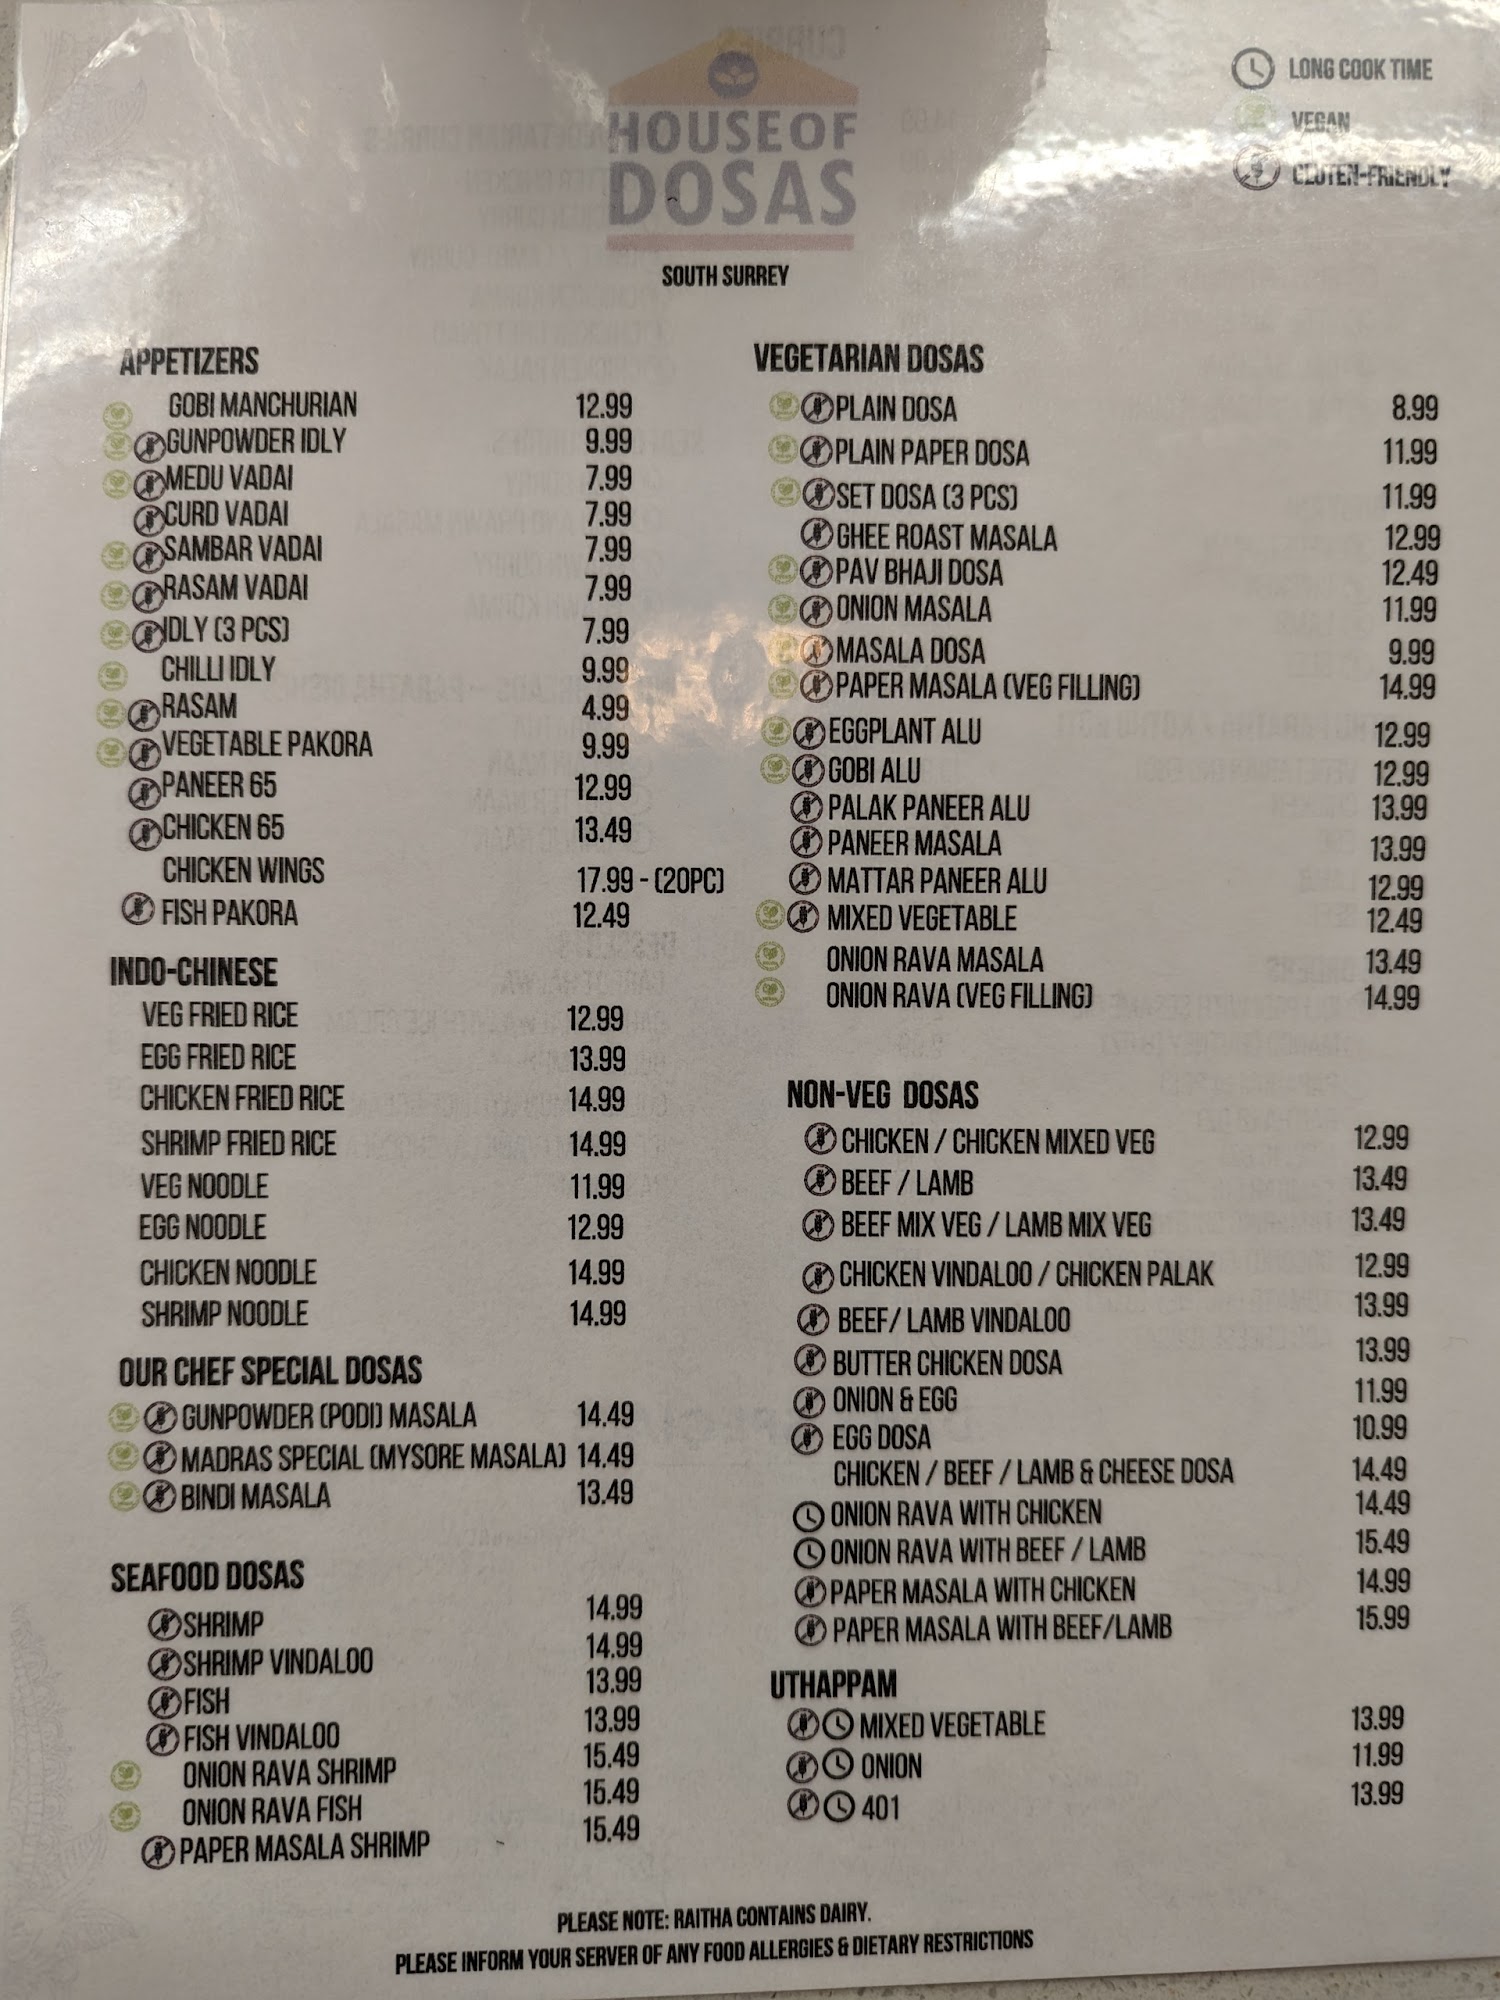 HOUSE OF
DOSAS
SOUTH SURREY
LONG COOK TIME
VEGAN
GLUTEN-FRIENDLY
APPETIZERS
GOBI MANCHURIAN 12.99
GUNPOWDER IDLY 9.99
MEDU VADAI 7.99
CURD VADAI 7.99
SAMBAR VADAI 7.99
RASAM VADAI 7.99
IDLY (3 PCS) 7.99
CHILLI IDLY 9.99
RASAM 4.99
VEGETABLE PAKORA 9.99
PANEER 65 12.99
CHICKEN 65 13.49
CHICKEN WINGS 17.99 - (20PC)
FISH PAKORA 12.49
INDO-CHINESE
VEG FRIED RICE 12.99
EGG FRIED RICE 13.99
CHICKEN FRIED RICE 14.99
SHRIMP FRIED RICE 14.99
VEG NOODLE 11.99
EGG NOODLE 12.99
CHICKEN NOODLE 14.99
SHRIMP NOODLE 14.99
OUR CHEF SPECIAL DOSAS
GUNPOWDER (PODI) MASALA 14.49
MADRAS SPECIAL (MYSORE MASALA) 14.49
BINDI MASALA 13.49
SEAFOOD DOSAS
SHRIMP 14.99
SHRIMP VINDALOO 14.99
FISH 13.99
FISH VINDALOO 13.99
ONION RAVA SHRIMP 15.49
ONION RAVA FISH 15.49
PAPER MASALA SHRIMP 15.49
VEGETARIAN DOSAS
PLAIN DOSA 8.99
PLAIN PAPER DOSA 11.99
SET DOSA (3 PCS) 11.99
GHEE ROAST MASALA 12.99
PAV BHAJI DOSA 12.49
ONION MASALA 11.99
MASALA DOSA 9.99
PAPER MASALA (VEG FILLING) 14.99
EGGPLANT ALU 12.99
GOBI ALU 12.99
PALAK PANEER ALU 13.99
PANEER MASALA 13.99
MATTAR PANEER ALU 12.99
MIXED VEGETABLE 12.49
ONION RAVA MASALA 13.49
ONION RAVA (VEG FILLING) 14.99
NON-VEG DOSAS
CHICKEN / CHICKEN MIXED VEG 12.99
BEEF / LAMB 13.49
BEEF MIX VEG / LAMB MIX VEG 13.49
CHICKEN VINDALOO / CHICKEN PALAK 12.99
BEEF/ LAMB VINDALOO 13.99
BUTTER CHICKEN DOSA 13.99
ONION & EGG 11.99
EGG DOSA 10.99
CHICKEN / BEEF / LAMB & CHEESE DOSA 14.49
ONION RAVA WITH CHICKEN 14.49
ONION RAVA WITH BEEF / LAMB 15.49
PAPER MASALA WITH CHICKEN 14.99
PAPER MASALA WITH BEEF/LAMB 15.99
UTHAPPAM
MIXED VEGETABLE 13.99
ONION 11.99
401 13.99
PLEASE NOTE: RAITHA CONTAINS DAIRY.
PLEASE INFORM YOUR SERVER OF ANY FOOD ALLERGIES & DIETARY RESTRICTIONS